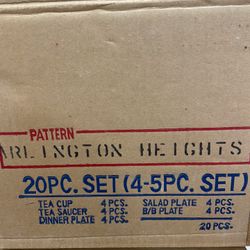 PATTERN
ARLINGTON HEIGHTS
20PC. SET (4-5PC. SET)
TEA CUP 4 PCS. SALAD PLATE 4 PCS.
TEA SAUCER 4 PCS. B/B PLATE 4 PCS.
DINNER PLATE 4 PCS.
20 PCS.